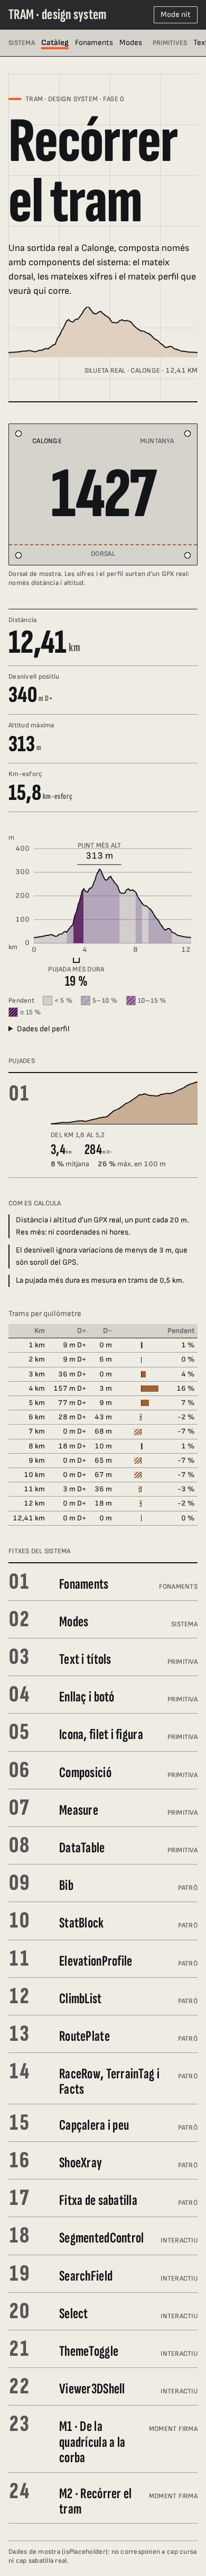 TRAM · design system
Mode nit
SISTEMA Catàleg Fonaments Modes PRIMITIVES Tex
TRAM · DESIGN SYSTEM · FASE 0
Recórrer
el tram
Una sortida real a Calonge, composta només
amb components del sistema: el mateix
dorsal, les mateixes xifres i el mateix perfil que
veurà qui corre.
SILUETA REAL · CALONGE · 12,41 KM
CALONGE
MUNTANYA
1427
DORSAL
Dorsal de mostra. Les xifres i el perfil surten d'un GPX real:
només distància i altitud.
Distància
12,41 km
Desnivell positiu
340 m D+
Altitud màxima
313 m
Km-esforç
15,8 km-esforç
m
PUNT MÉS ALT
313 m
400
300
200
100
0
km
0 4 8 12
PUJADA MÉS DURA
19 %
Pendent < 5 % 5–10 % 10–15 %
≥ 15 %
Dades del perfil
PUJADES
01
DEL KM 1,8 AL 5,2
3,4 km 284 m D+
8 % mitjana 26 % màx. en 100 m
COM ES CALCULA
Distància i altitud d'un GPX real, un punt cada 20 m.
Res més: ni coordenades ni hores.
El desnivell ignora variacions de menys de 3 m, que
són soroll del GPS.
La pujada més dura es mesura en trams de 0,5 km.
Trams per quilòmetre
Km D+ D− Pendent
1 km 9 m D+ 0 m 1 %
2 km 9 m D+ 6 m 0 %
3 km 36 m D+ 0 m 4 %
4 km 157 m D+ 3 m 16 %
5 km 77 m D+ 9 m 7 %
6 km 28 m D+ 43 m -2 %
7 km 0 m D+ 68 m -7 %
8 km 18 m D+ 10 m 1 %
9 km 0 m D+ 65 m -7 %
10 km 0 m D+ 67 m -7 %
11 km 3 m D+ 36 m -3 %
12 km 0 m D+ 18 m -2 %
12,41 km 0 m D+ 0 m 0 %
FITXES DEL SISTEMA
01 Fonaments FONAMENTS
02 Modes SISTEMA
03 Text i títols PRIMITIVA
04 Enllaç i botó PRIMITIVA
05 Icona, filet i figura PRIMITIVA
06 Composició PRIMITIVA
07 Measure PRIMITIVA
08 DataTable PRIMITIVA
09 Bib PATRÓ
10 StatBlock PATRÓ
11 ElevationProfile PATRÓ
12 ClimbList PATRÓ
13 RoutePlate PATRÓ
14 RaceRow, TerrainTag i PATRÓ
Facts
15 Capçalera i peu PATRÓ
16 ShoeXray PATRÓ
17 Fitxa de sabatilla PATRÓ
18 SegmentedControl INTERACTIU
19 SearchField INTERACTIU
20 Select INTERACTIU
21 ThemeToggle INTERACTIU
22 Viewer3DShell INTERACTIU
23 M1 · De la MOMENT FIRMA
quadrícula a la
corba
24 M2 · Recórrer el MOMENT FIRMA
tram
Dades de mostra (isPlaceholder): no corresponen a cap cursa
ni cap sabatilla real.